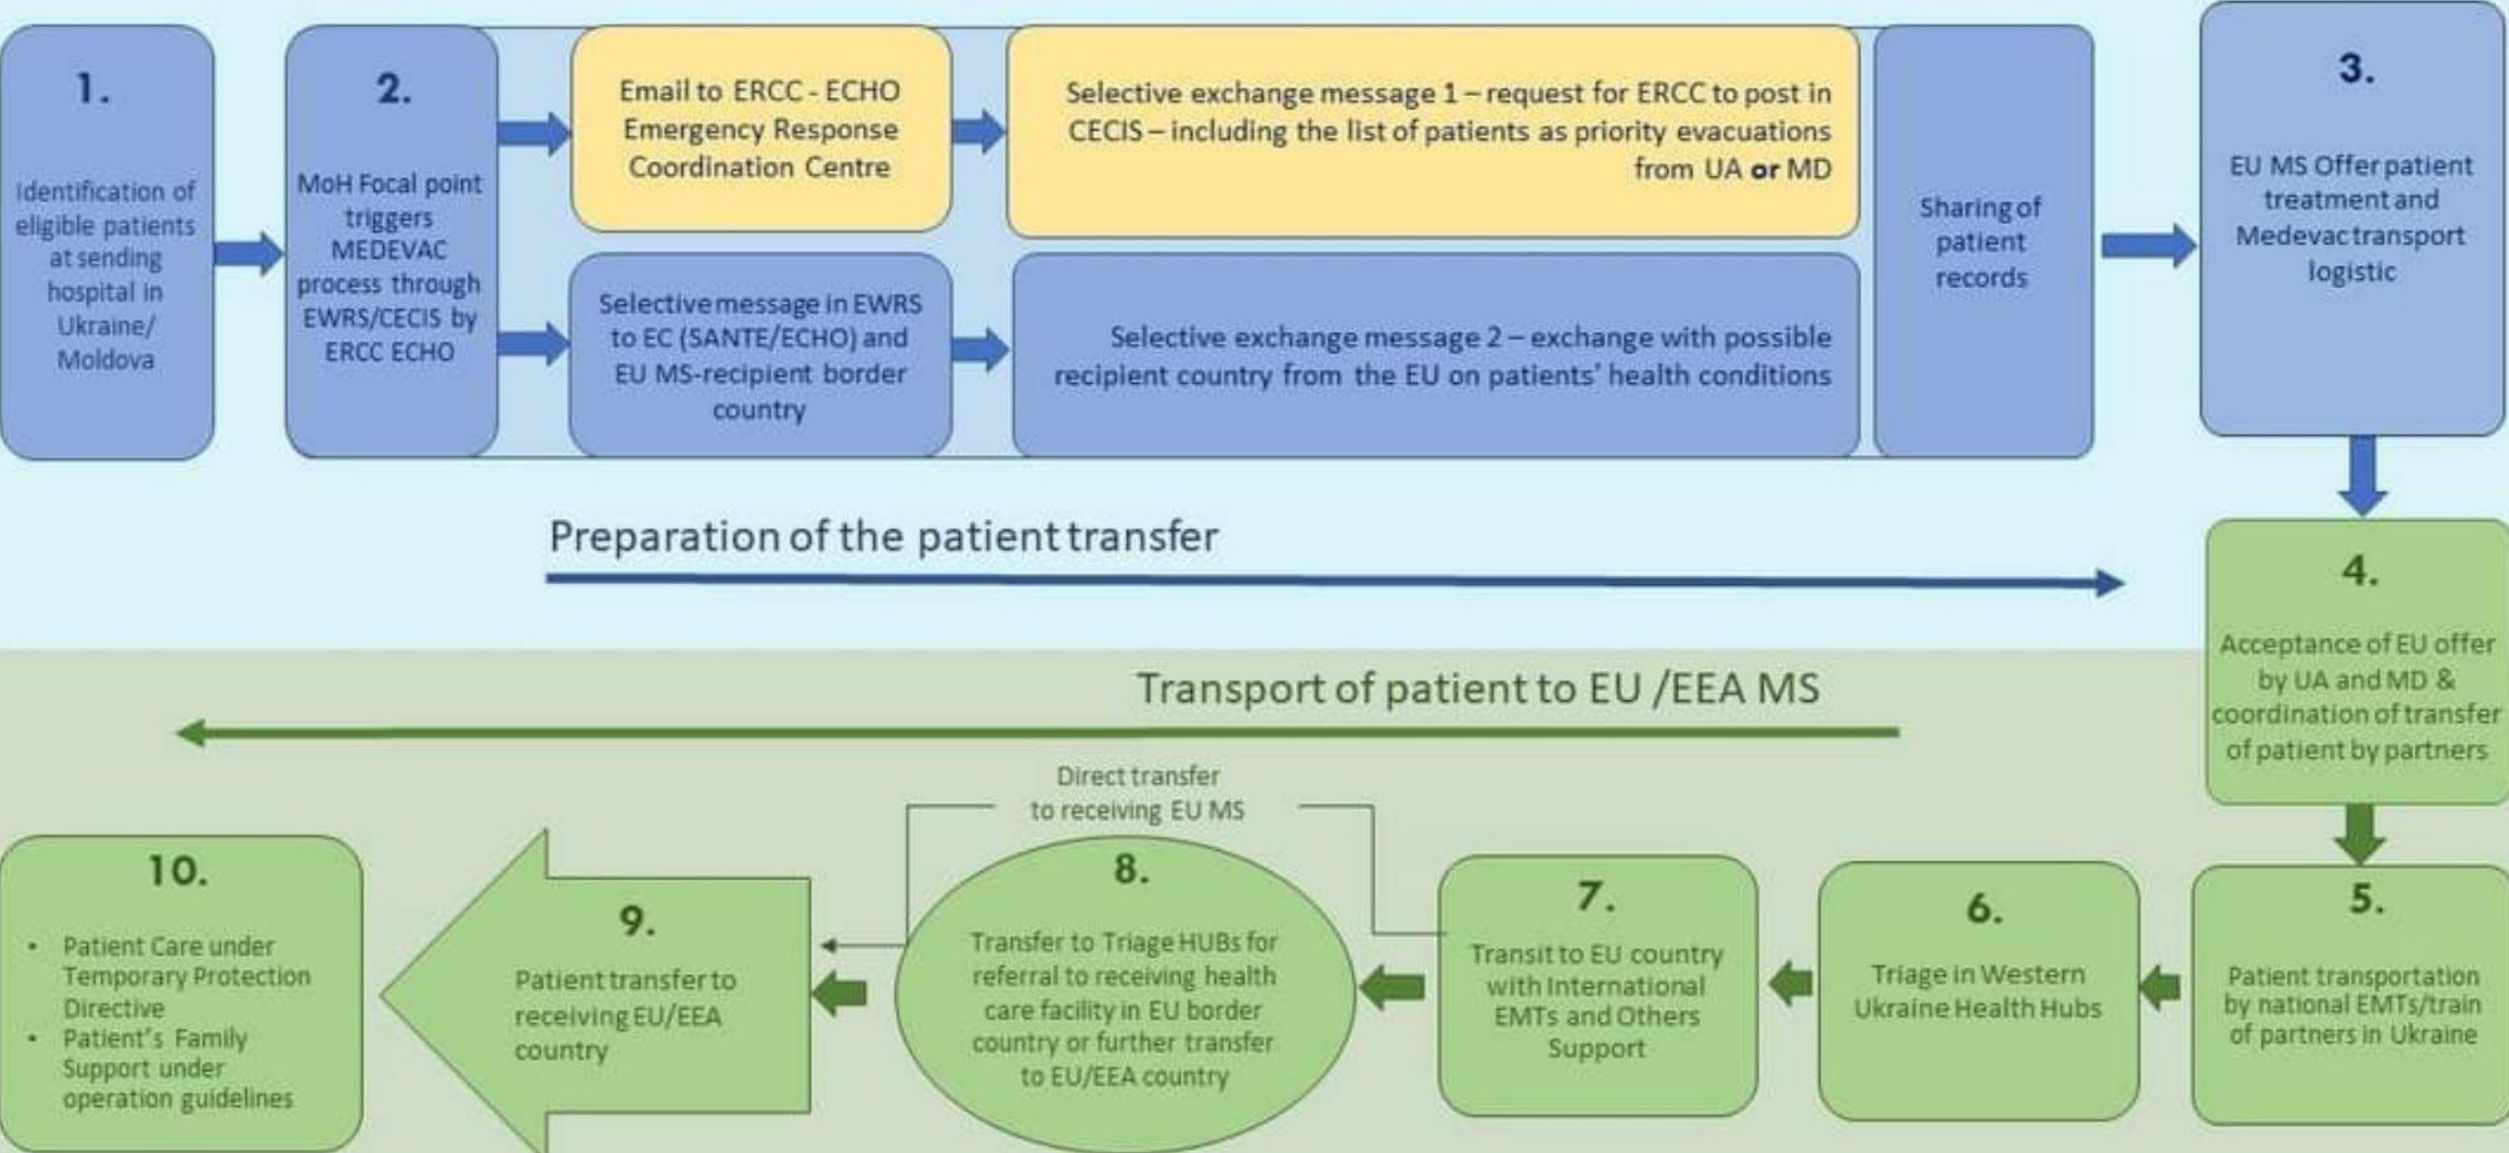 1.
Identification of
eligible patients
at sending
hospital in
Ukraine/
Moldova
2.
MoH Focal point
triggers
MEDEVAC
process through
EWRS/CECIS by
ERCC ECHO
Email to ERCC - ECHO
Emergency Response
Coordination Centre
Selective exchange message 1 – request for ERCC to post in
CECIS – including the list of patients as priority evacuations
from UA or MD
Selective message in EWRS
to EC (SANTE/ECHO) and
EU MS-recipient border
country
Selective exchange message 2 – exchange with possible
recipient country from the EU on patients' health conditions
Sharing of
patient
records
3.
EU MS Offer patient
treatment and
Medevac transport
logistic
Preparation of the patient transfer
4.
Acceptance of EU offer
by UA and MD &
coordination of transfer
of patient by partners
Transport of patient to EU /EEA MS
Direct transfer
to receiving EU MS
5.
Patient transportation
by national EMTs/train
of partners in Ukraine
6.
Triage in Western
Ukraine Health Hubs
7.
Transit to EU country
with International
EMTs and Others
Support
8.
Transfer to Triage HUBs for
referral to receiving health
care facility in EU border
country or further transfer
to EU/EEA country
9.
Patient transfer to
receiving EU/EEA
country
10.
• Patient Care under
Temporary Protection
Directive
• Patient's Family
Support under
operation guidelines